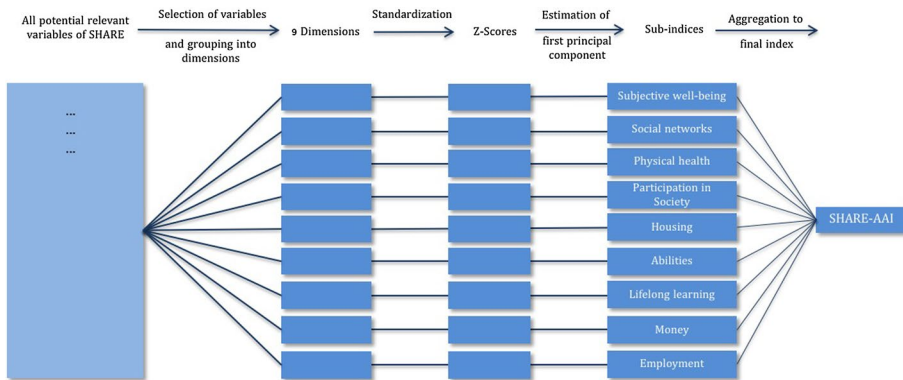 All potential relevant
variables of SHARE
Selection of variables
and grouping into
dimensions
9 Dimensions
Standardization
Z-Scores
Estimation of
first principal
component
Sub-indices
Aggregation to
final index
...
...
...
Subjective well-being
Social networks
Physical health
Participation in
Society
Housing
Abilities
Lifelong learning
Money
Employment
SHARE-AAI